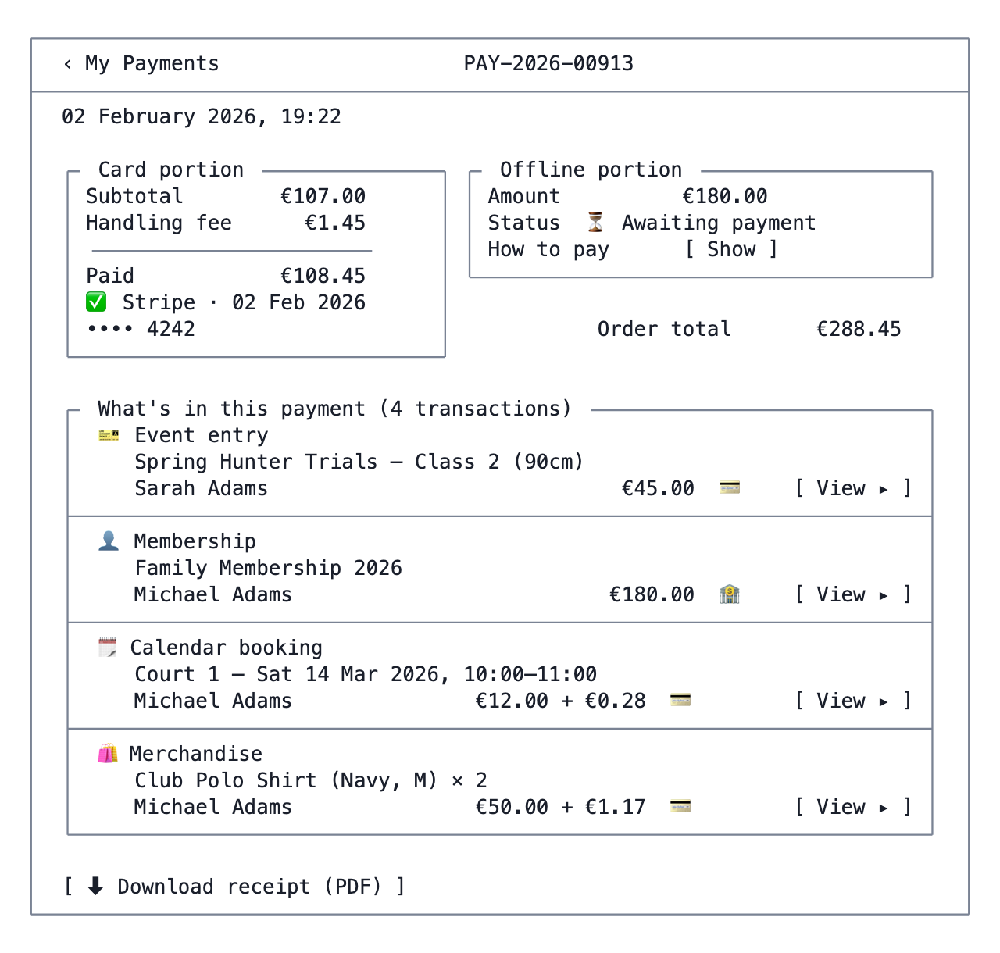 ‹ My Payments PAY–2026–00913
02 February 2026, 19:22
Card portion
Subtotal €107.00
Handling fee €1.45
Paid €108.45
✅ Stripe · 02 Feb 2026
•••• 4242
Offline portion
Amount €180.00
Status ⏳ Awaiting payment
How to pay [ Show ]
Order total €288.45
What's in this payment (4 transactions)
🎫 Event entry
Spring Hunter Trials — Class 2 (90cm)
Sarah Adams €45.00 💳 [ View ▸ ]
👤 Membership
Family Membership 2026
Michael Adams €180.00 🏦 [ View ▸ ]
🗓 Calendar booking
Court 1 — Sat 14 Mar 2026, 10:00–11:00
Michael Adams €12.00 + €0.28 💳 [ View ▸ ]
🛍 Merchandise
Club Polo Shirt (Navy, M) × 2
Michael Adams €50.00 + €1.17 💳 [ View ▸ ]
[ ⬇ Download receipt (PDF) ]